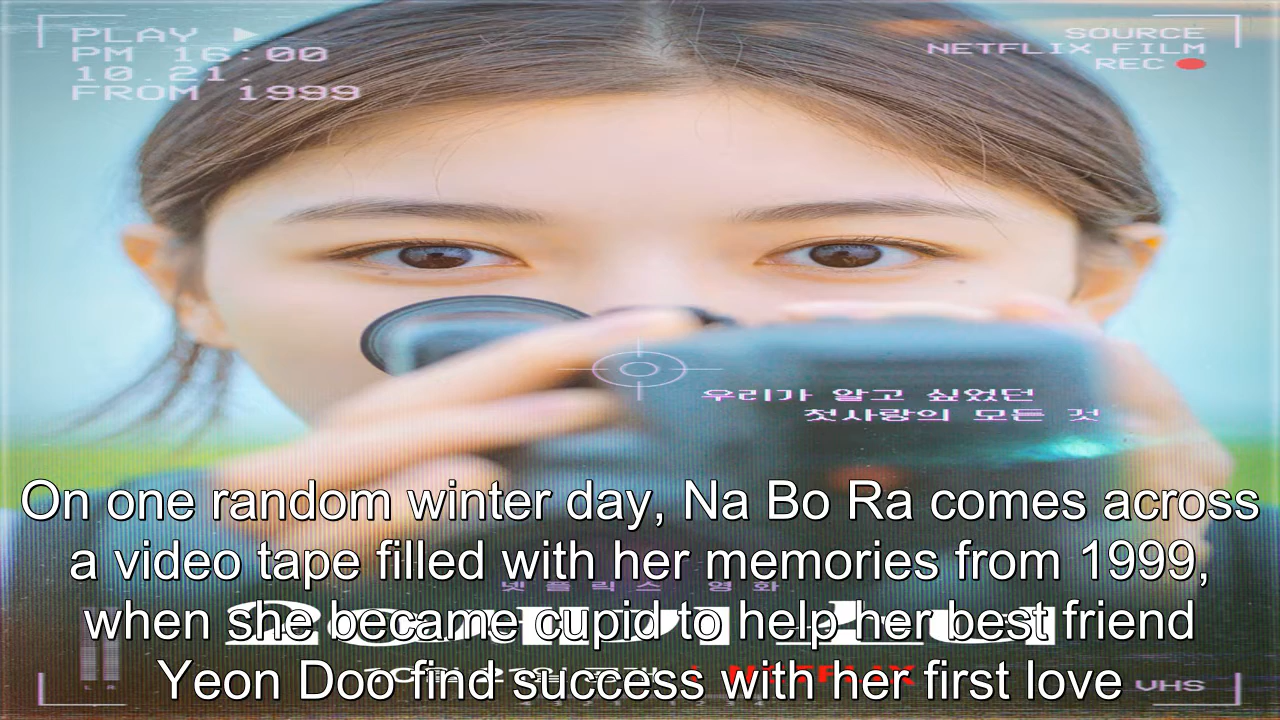 PLAY ▶
PM 16:00
10.21.
FROM 1999
SOURCE
NETFLIX FILM
REC
우리가 알고 싶었던
첫사랑의 모든 것
On one random winter day, Na Bo Ra comes across
a video tape filled with her memories from 1999,
넷플릭스 영화
when she became cupid to help her best friend
Yeon Doo find success with her first love
NETFLIX
VHS